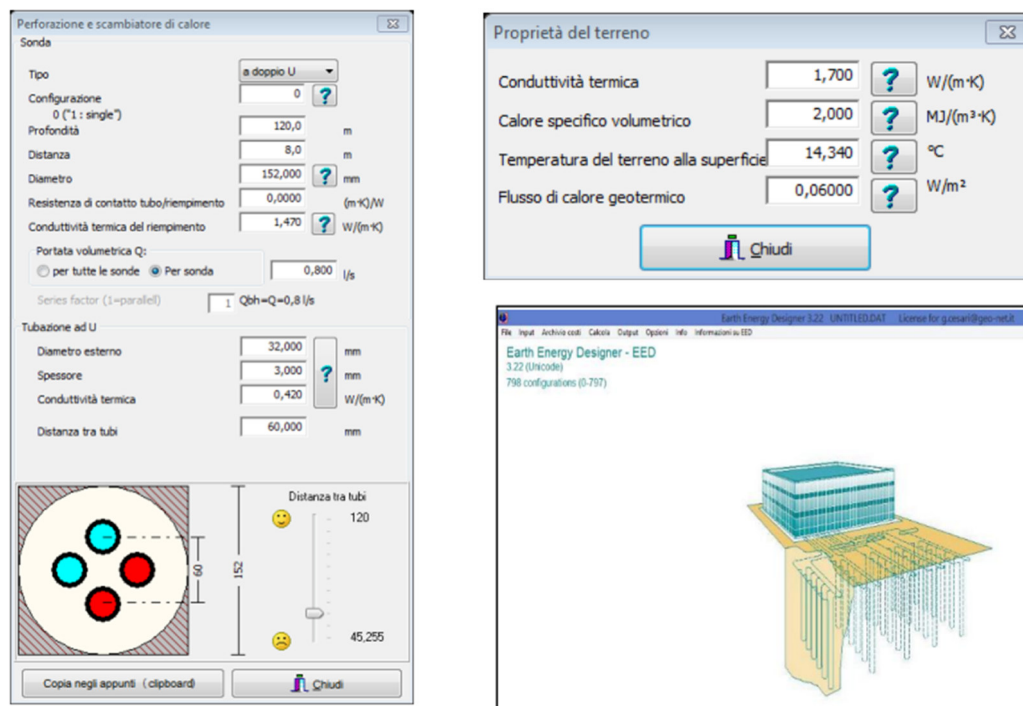 Perforazione e scambiatore di calore
Sonda
Tipo a doppio U
Configurazione 0 ?
0 ("1 : single")
Profondità 120,0 m
Distanza 8,0 m
Diametro 152,000 ? mm
Resistenza di contatto tubo/riempimento 0,0000 (m·K)/W
Conduttività termica del riempimento 1,470 ? W/(m·K)
Portata volumetrica Q:
per tutte le sonde Per sonda 0,800 l/s
Series factor (1=parallel) 1 Qbh=Q=0,8 l/s
Tubazione ad U
Diametro esterno 32,000 mm
Spessore 3,000 ? mm
Conduttività termica 0,420 W/(m·K)
Distanza tra tubi 60,000 mm
Distanza tra tubi
120
60
152
45,255
Copia negli appunti (clipboard) Chiudi
Proprietà del terreno
Conduttività termica 1,700 ? W/(m·K)
Calore specifico volumetrico 2,000 ? MJ/(m³·K)
Temperatura del terreno alla superficie 14,340 ? °C
Flusso di calore geotermico 0,06000 ? W/m²
Chiudi
Earth Energy Designer 3.22 UNTITLED.DAT License for g.cesari@geo-net.it
File Input Archivio costi Calcola Output Opzioni Info Informazioni su EED
Earth Energy Designer - EED
3.22 (Unicode)
798 configurations (0-797)